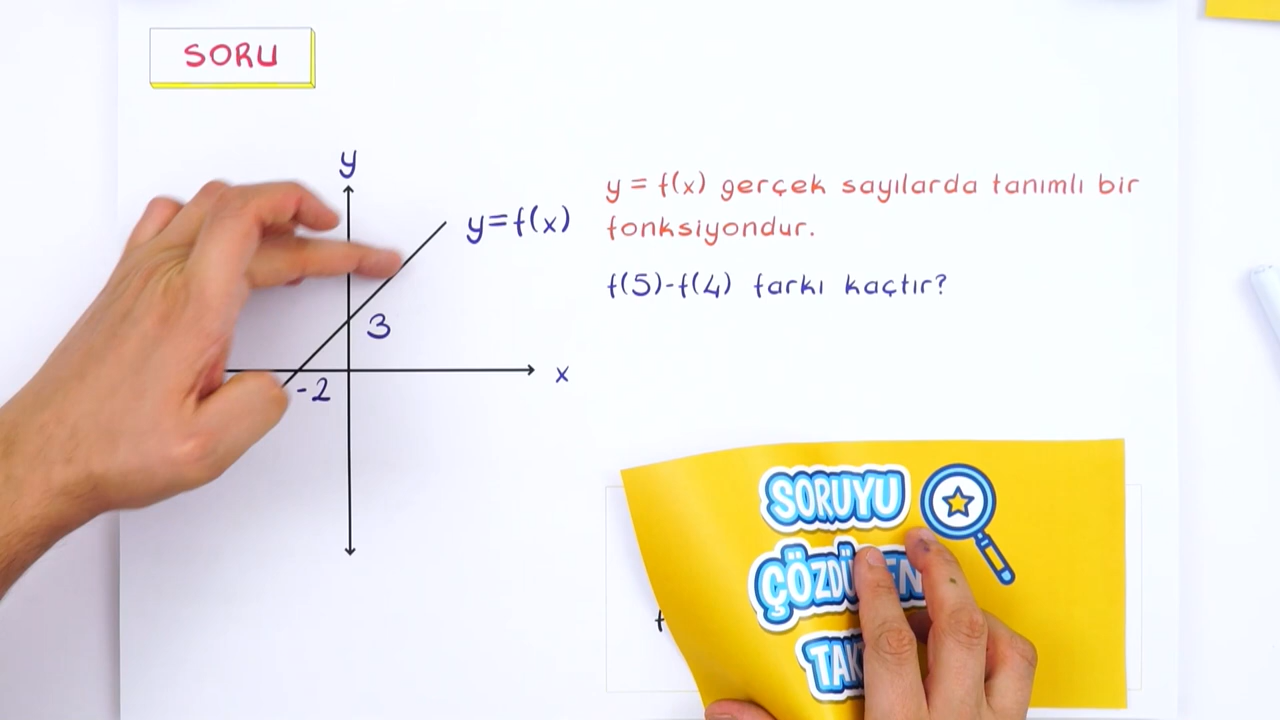 SORU
y
y=f(x)
3
-2
x
y = f(x) gerçek sayılarda tanımlı bir
fonksiyondur.
f(5)-f(4) farkı kaçtır?
SORUYU